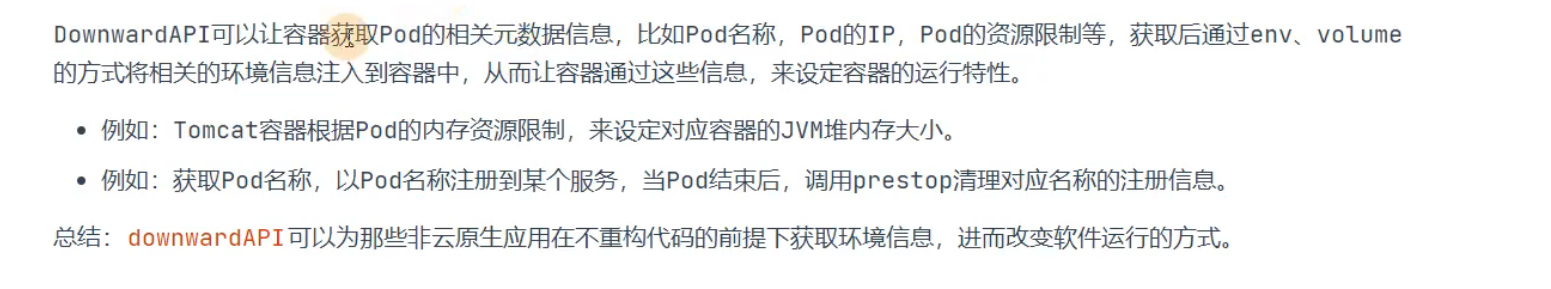 DownwardAPI可以让容器获取Pod的相关元数据信息，比如Pod名称，Pod的IP，Pod的资源限制等，获取后通过env、volume
的方式将相关的环境信息注入到容器中，从而让容器通过这些信息，来设定容器的运行特性。
• 例如：Tomcat容器根据Pod的内存资源限制，来设定对应容器的JVM堆内存大小。
• 例如：获取Pod名称，以Pod名称注册到某个服务，当Pod结束后，调用prestop清理对应名称的注册信息。
总结：downwardAPI可以为那些非云原生应用在不重构代码的前提下获取环境信息，进而改变软件运行的方式。